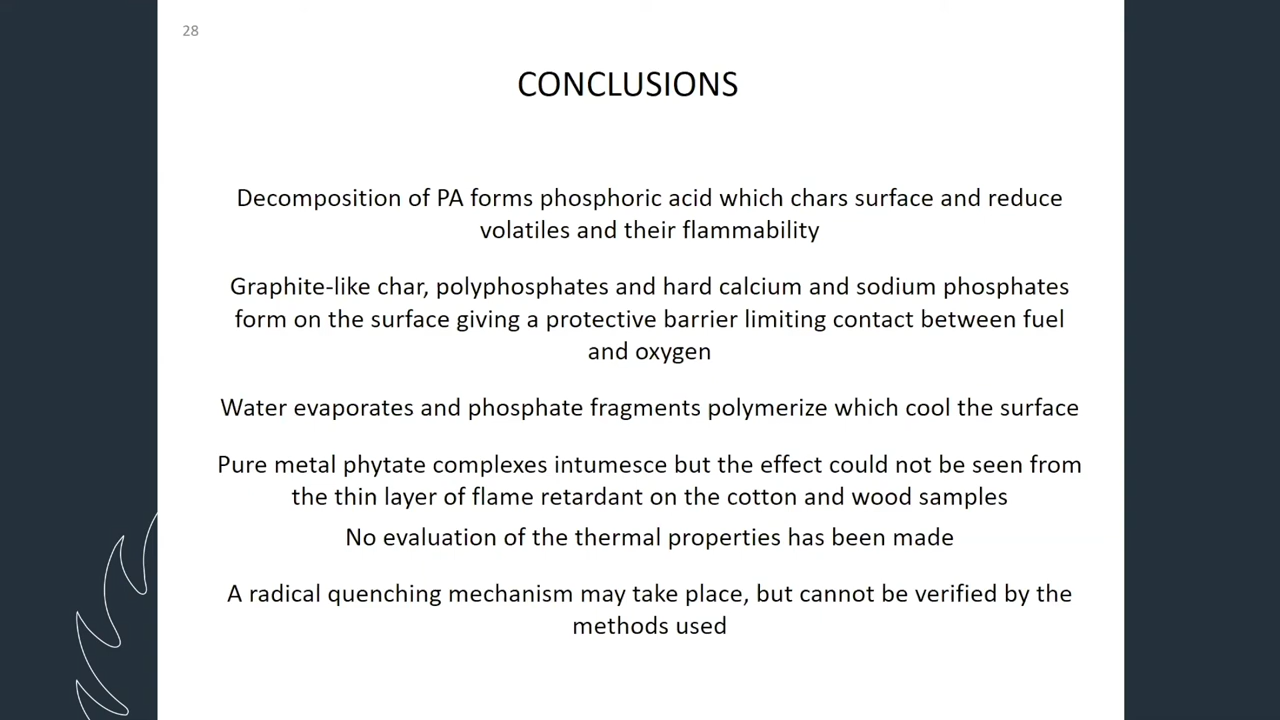 28
CONCLUSIONS
Decomposition of PA forms phosphoric acid which chars surface and reduce
volatiles and their flammability
Graphite-like char, polyphosphates and hard calcium and sodium phosphates
form on the surface giving a protective barrier limiting contact between fuel
and oxygen
Water evaporates and phosphate fragments polymerize which cool the surface
Pure metal phytate complexes intumesce but the effect could not be seen from
the thin layer of flame retardant on the cotton and wood samples
No evaluation of the thermal properties has been made
A radical quenching mechanism may take place, but cannot be verified by the
methods used